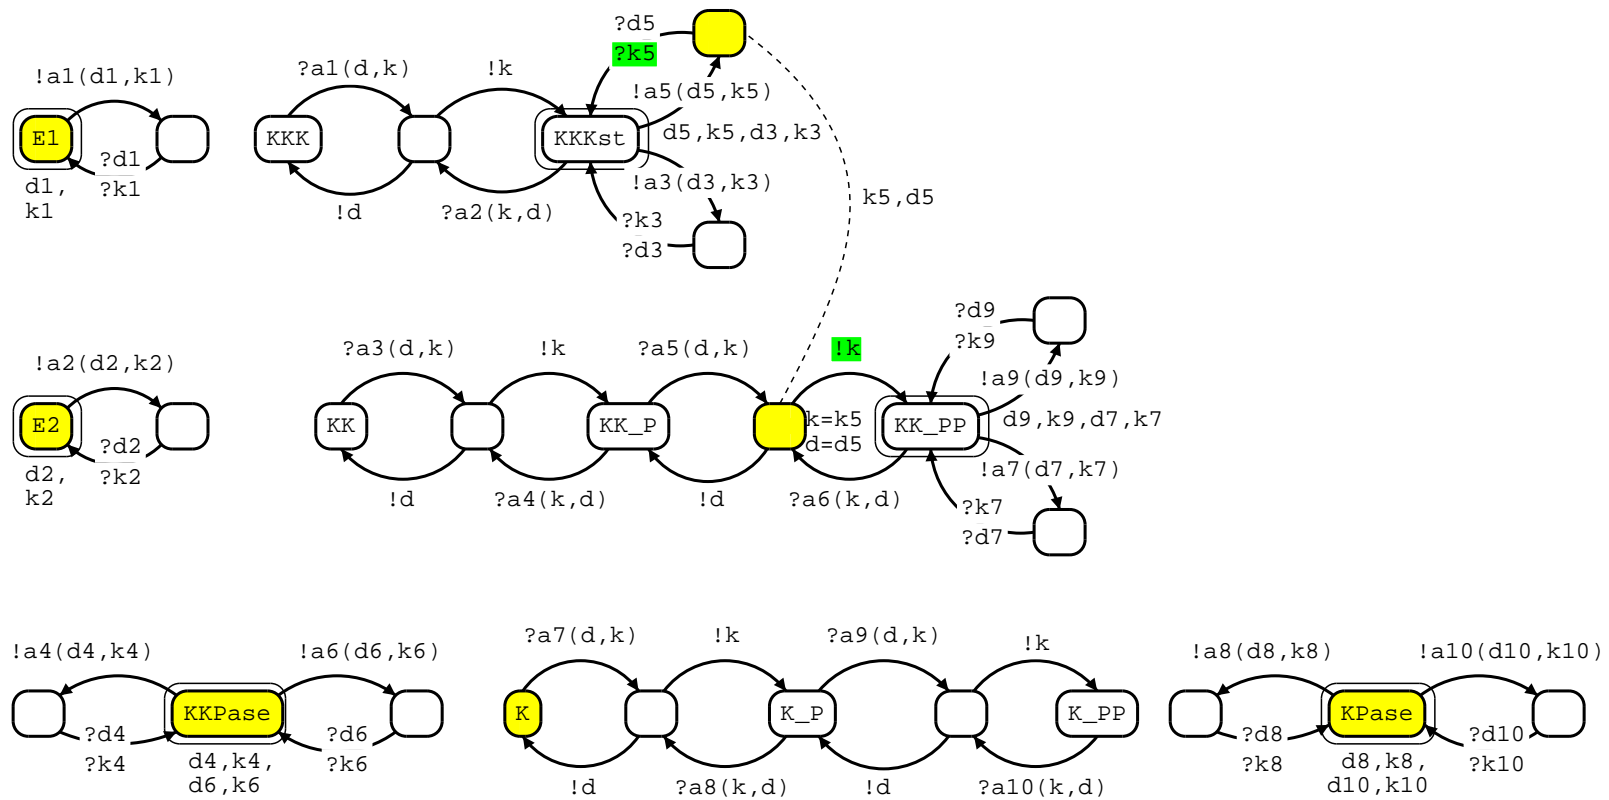 ?d5
?k5
!a1(d1,k1)
?a1(d,k)
!k
!a5(d5,k5)
E1
KKK
KKKst
d5,k5,d3,k3
?d1
?k1
d1,
k1
!d
?a2(k,d)
!a3(d3,k3)
?k3
?d3
k5,d5
?d9
?k9
!a2(d2,k2)
?a3(d,k)
!k
?a5(d,k)
!k
!a9(d9,k9)
E2
KK
KK_P
k=k5
d=d5
KK_PP
d9,k9,d7,k7
?d2
?k2
d2,
k2
!d
?a4(k,d)
!d
?a6(k,d)
!a7(d7,k7)
?k7
?d7
!a4(d4,k4)
!a6(d6,k6)
?a7(d,k)
!k
?a9(d,k)
!k
!a8(d8,k8)
!a10(d10,k10)
KKPase
K
K_P
K_PP
KPase
?d4
?k4
d4,k4,
d6,k6
?d6
?k6
!d
?a8(k,d)
!d
?a10(k,d)
?d8
?k8
d8,k8,
d10,k10
?d10
?k10